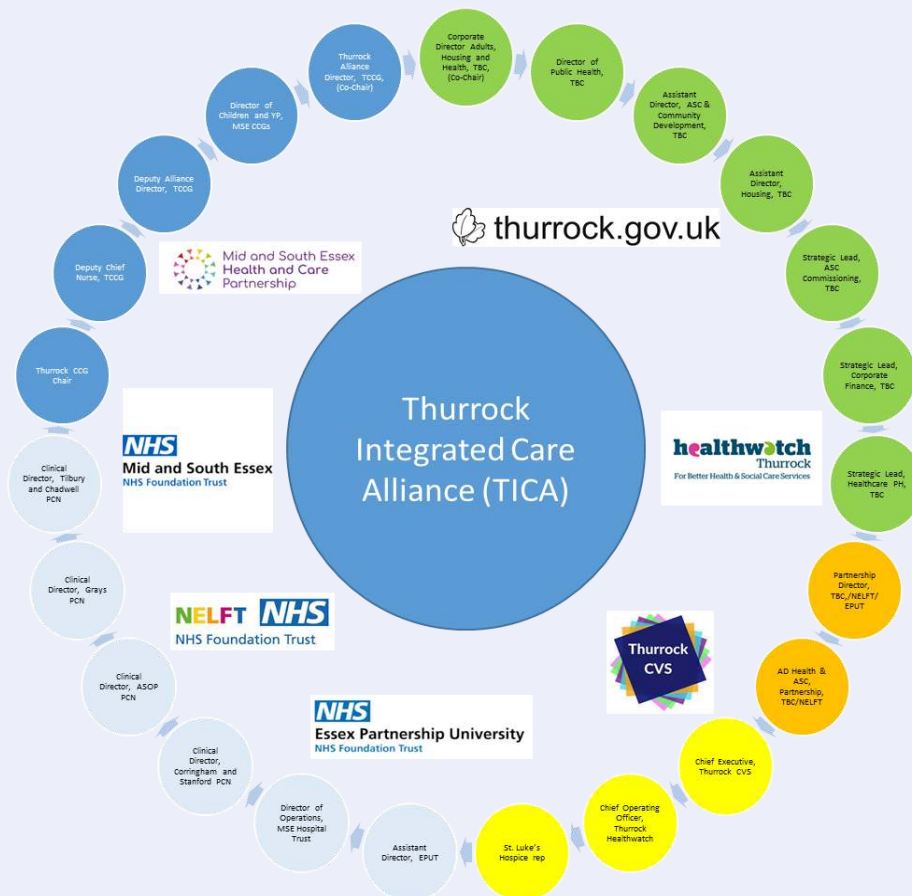 Thurrock
Alliance
Director, TCCG,
(Co-Chair)
Corporate
Director Adults,
Housing and
Health, TBC,
(Co-Chair)
Director of
Public Health,
TBC
Assistant
Director, ASC &
Community
Development,
TBC
Assistant
Director,
Housing, TBC
Strategic Lead,
ASC
Commissioning,
TBC
Strategic Lead,
Corporate
Finance, TBC
Strategic Lead,
Healthcare PH,
TBC
Partnership
Director,
TBC,/NELFT/
EPUT
AD Health &
ASC,
Partnership,
TBC/NELFT
Chief Executive,
Thurrock CVS
Chief Operating
Officer,
Thurrock
Healthwatch
St. Luke's
Hospice rep
Assistant
Director, EPUT
Director of
Operations,
MSE Hospital
Trust
Clinical
Director,
Corringham and
Stanford PCN
Clinical
Director, ASOP
PCN
Clinical
Director, Grays
PCN
Clinical
Director, Tilbury
and Chadwell
PCN
Thurrock CCG
Chair
Deputy Chief
Nurse, TCCG
Deputy Alliance
Director, TCCG
Director of
Children and YP,
MSE CCGs
Mid and South Essex
Health and Care
Partnership
thurrock.gov.uk
NHS
Mid and South Essex
NHS Foundation Trust
Thurrock
Integrated Care
Alliance (TICA)
healthwatch
Thurrock
For Better Health & Social Care Services
NELFT NHS
NHS Foundation Trust
Thurrock
CVS
NHS
Essex Partnership University
NHS Foundation Trust